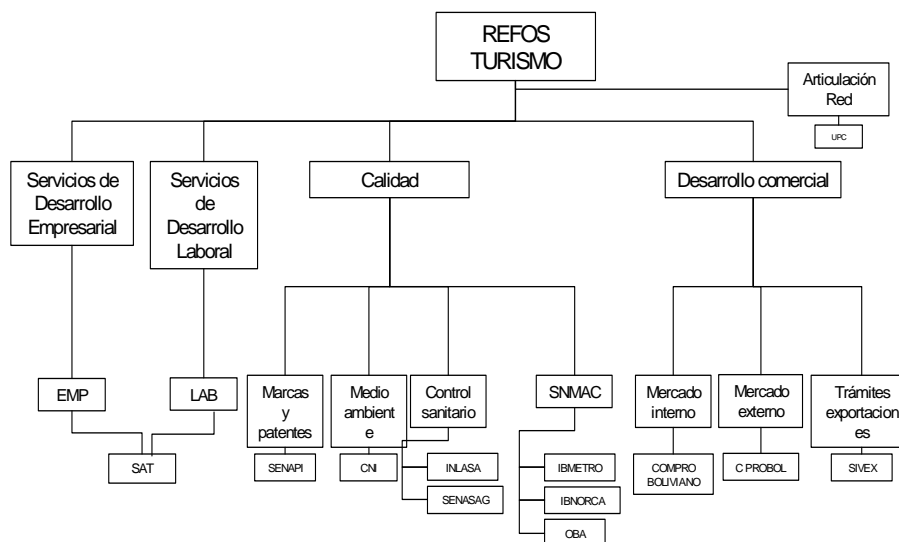 REFOS
TURISMO
Articulación
Red
UPC
Servicios de
Desarrollo
Empresarial
Servicios
de
Desarrollo
Laboral
Calidad
Desarrollo comercial
EMP
LAB
Marcas
y
patentes
Medio
ambient
e
Control
sanitario
SNMAC
Mercado
interno
Mercado
externo
Trámites
exportacion
es
SAT
SENAPI
CNI
INLASA
SENASAG
IBMETRO
IBNORCA
OBA
COMPRO
BOLIVIANO
C PROBOL
SIVEX